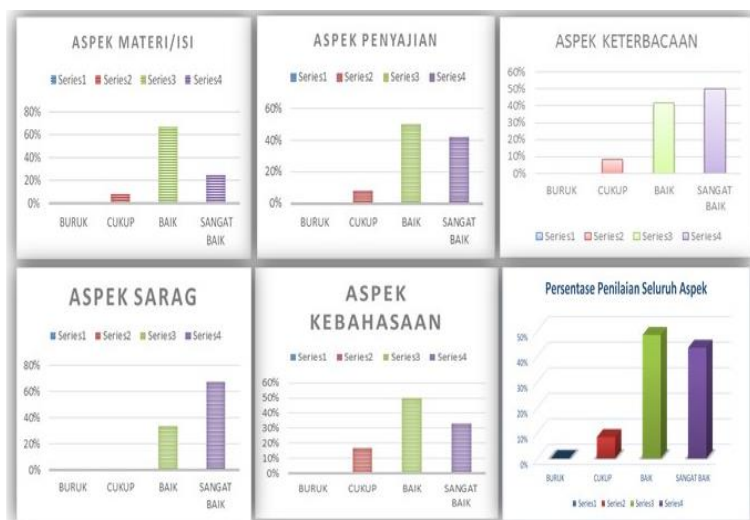 ASPEK MATERI/ISI
Series1 Series2 Series3 Series4
80%
60%
40%
20%
0%
BURUK CUKUP BAIK SANGAT
BAIK
ASPEK PENYAJIAN
Series1 Series2 Series3 Series4
60%
40%
20%
0%
BURUK CUKUP BAIK SANGAT
BAIK
ASPEK KETERBACAAN
60%
50%
40%
30%
20%
10%
0%
BURUK CUKUP BAIK SANGAT
BAIK
Series1 Series2 Series3 Series4
ASPEK SARAG
Series1 Series2 Series3 Series4
80%
60%
40%
20%
0%
BURUK CUKUP BAIK SANGAT
BAIK
ASPEK
KEBAHASAAN
Series1 Series2 Series3 Series4
60%
50%
40%
30%
20%
10%
0%
BURUK CUKUP BAIK SANGAT
BAIK
Persentase Penilaian Seluruh Aspek
50%
40%
30%
20%
10%
0%
BURUK CUKUP BAIK SANGAT BAIK
Series1 Series2 Series3 Series4